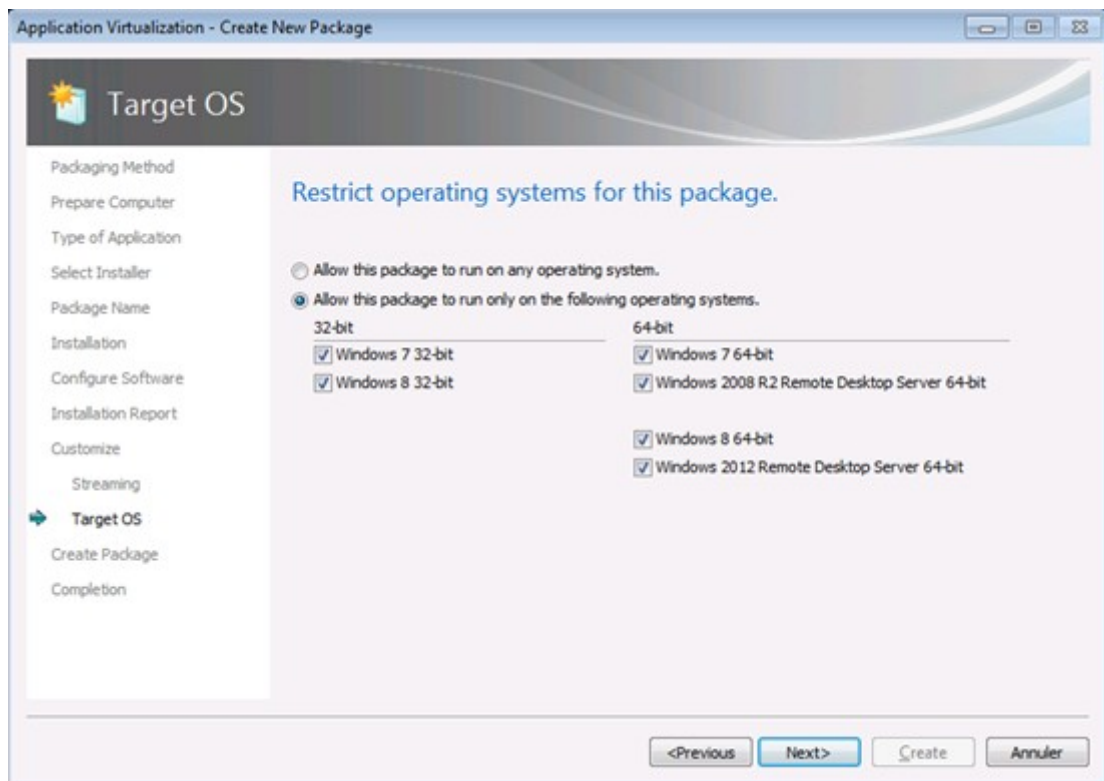 Application Virtualization - Create New Package
Target OS
Packaging Method
Prepare Computer
Type of Application
Select Installer
Package Name
Installation
Configure Software
Installation Report
Customize
Streaming
Target OS
Create Package
Completion
Restrict operating systems for this package.
Allow this package to run on any operating system.
Allow this package to run only on the following operating systems.
32-bit
Windows 7 32-bit
Windows 8 32-bit
64-bit
Windows 7 64-bit
Windows 2008 R2 Remote Desktop Server 64-bit
Windows 8 64-bit
Windows 2012 Remote Desktop Server 64-bit
<Previous
Next>
Create
Annuler